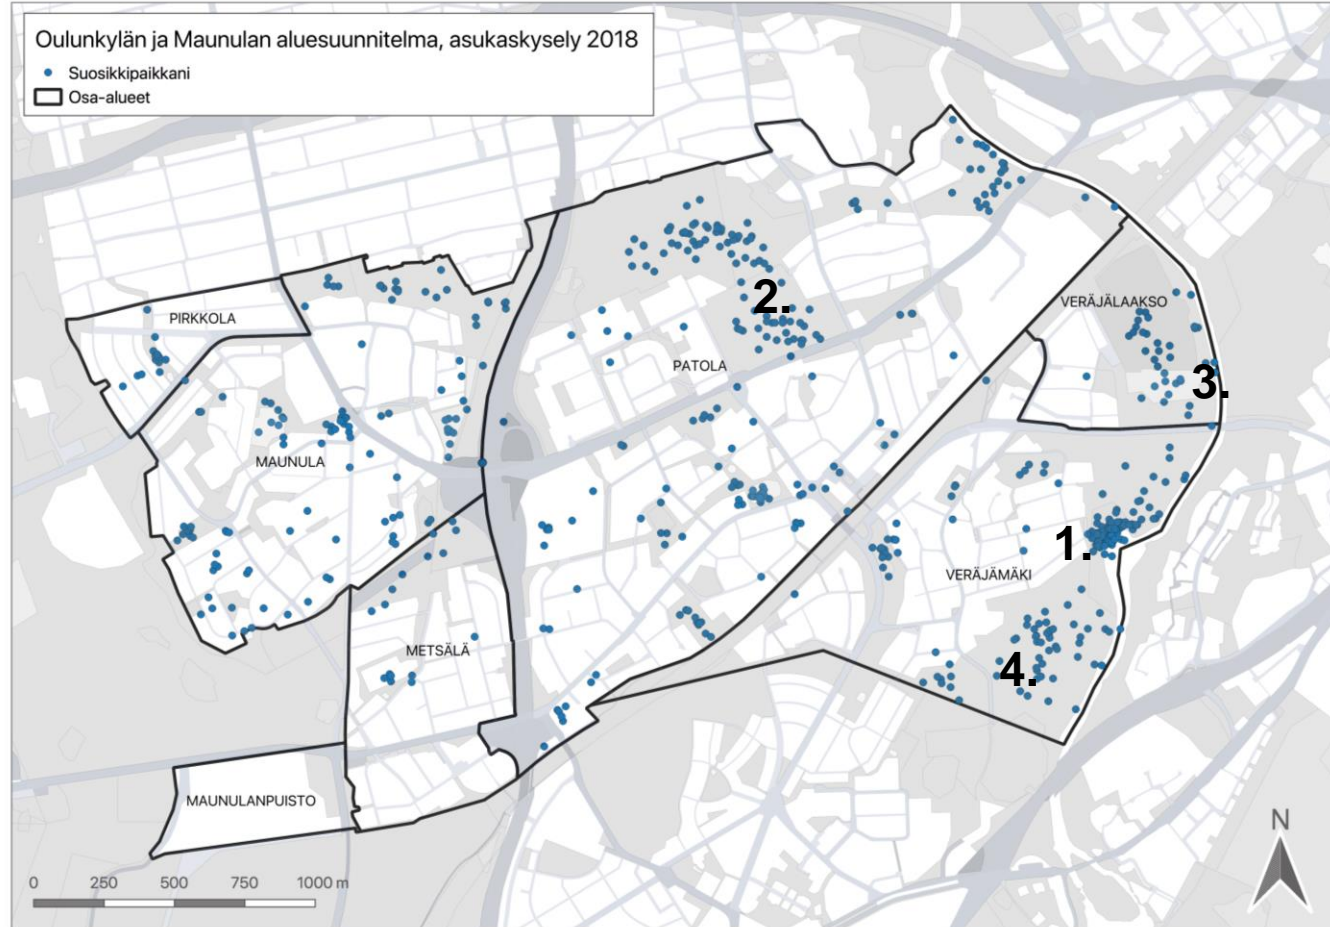 Oulunkylän ja Maunulan aluesuunnitelma, asukaskysely 2018
Suosikkipaikkani
Osa-alueet
PIRKKOLA
2.
VERÄJÄLAAKSO
PATOLA
3.
MAUNULA
1.
VERÄJÄMÄKI
METSÄLÄ
4.
MAUNULANPUISTO
N
0 250 500 750 1000 m